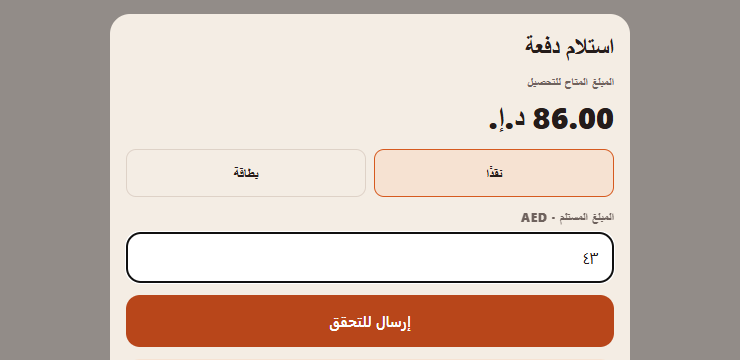 استلام دفعة
المبلغ المتاح للتحصيل
86.00 د.إ.
نقدًا
بطاقة
المبلغ المستلم · AED
٤٣
إرسال للتحقق